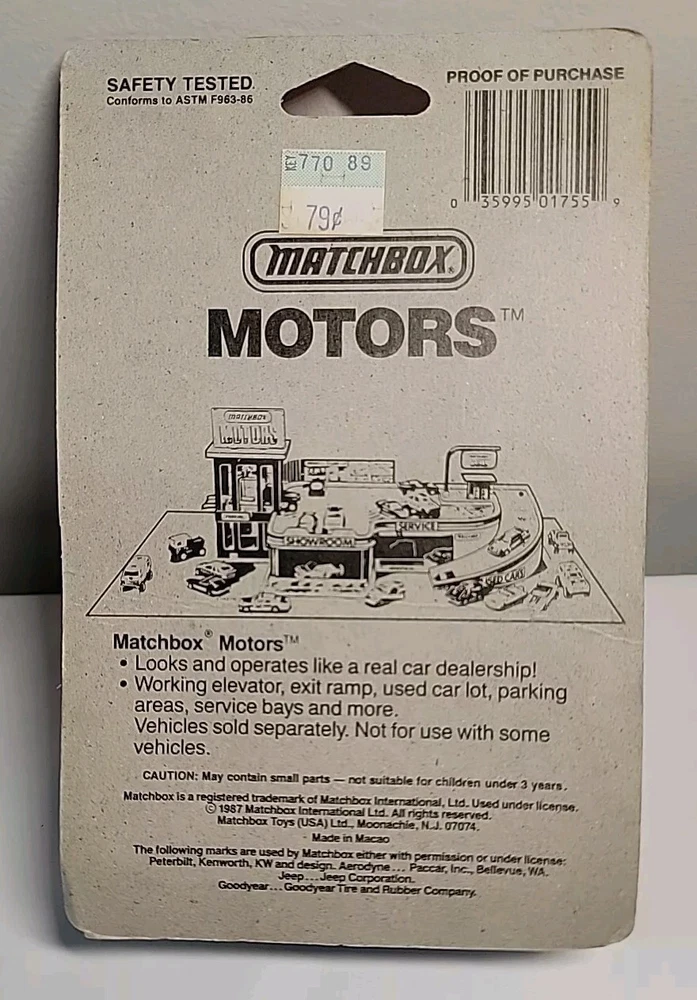 SAFETY TESTED.
Conforms to ASTM F963-86
PROOF OF PURCHASE
0 35995 01755 9
KEY 770 89
79¢
MATCHBOX®
MOTORS™
MATCHBOX
MOTORS
SHOWROOM
SERVICE
USED CARS
Matchbox® Motors™
• Looks and operates like a real car dealership!
• Working elevator, exit ramp, used car lot, parking
areas, service bays and more.
Vehicles sold separately. Not for use with some
vehicles.
CAUTION: May contain small parts — not suitable for children under 3 years.
Matchbox is a registered trademark of Matchbox International, Ltd. Used under license.
© 1987 Matchbox International Ltd. All rights reserved.
Matchbox Toys (USA) Ltd., Moonachie, N.J. 07074.
Made in Macao
The following marks are used by Matchbox either with permission or under license:
Peterbilt, Kenworth, KW and design. Aerodyne... Paccar, Inc., Bellevue, WA.
Jeep....Jeep Corporation.
Goodyear... Goodyear Tire and Rubber Company.